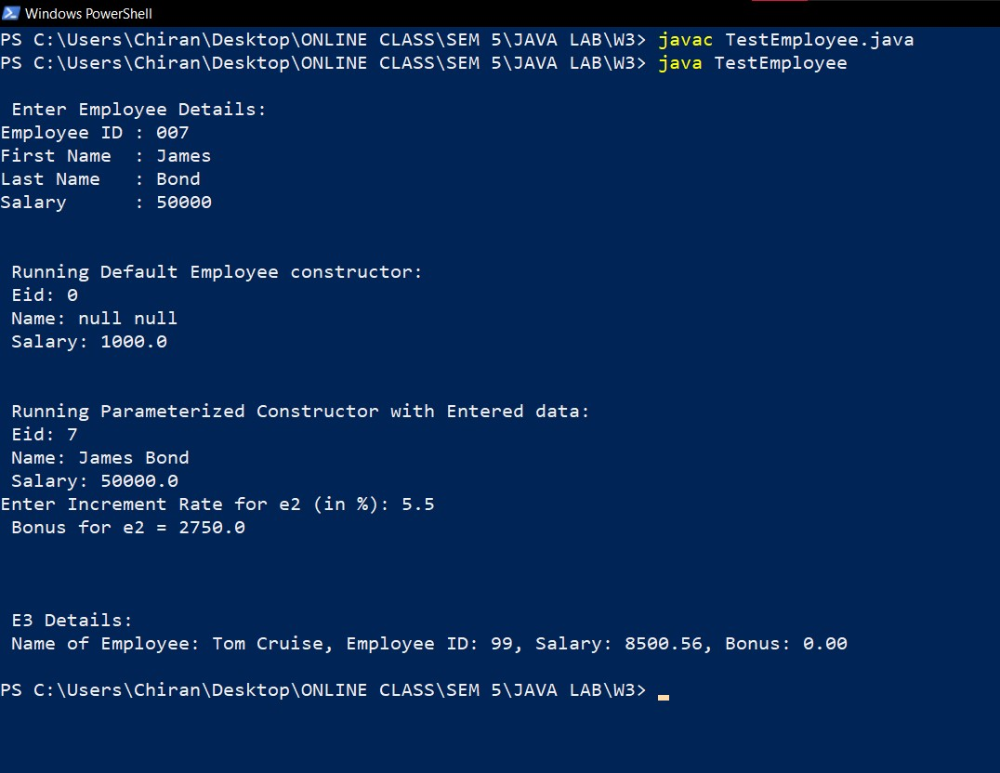 Windows PowerShell
PS C:\Users\Chiran\Desktop\ONLINE CLASS\SEM 5\JAVA LAB\W3> javac TestEmployee.java
PS C:\Users\Chiran\Desktop\ONLINE CLASS\SEM 5\JAVA LAB\W3> java TestEmployee
Enter Employee Details:
Employee ID : 007
First Name  : James
Last Name   : Bond
Salary      : 50000
Running Default Employee constructor:
Eid: 0
Name: null null
Salary: 1000.0
Running Parameterized Constructor with Entered data:
Eid: 7
Name: James Bond
Salary: 50000.0
Enter Increment Rate for e2 (in %): 5.5
Bonus for e2 = 2750.0
E3 Details:
Name of Employee: Tom Cruise, Employee ID: 99, Salary: 8500.56, Bonus: 0.00
PS C:\Users\Chiran\Desktop\ONLINE CLASS\SEM 5\JAVA LAB\W3>